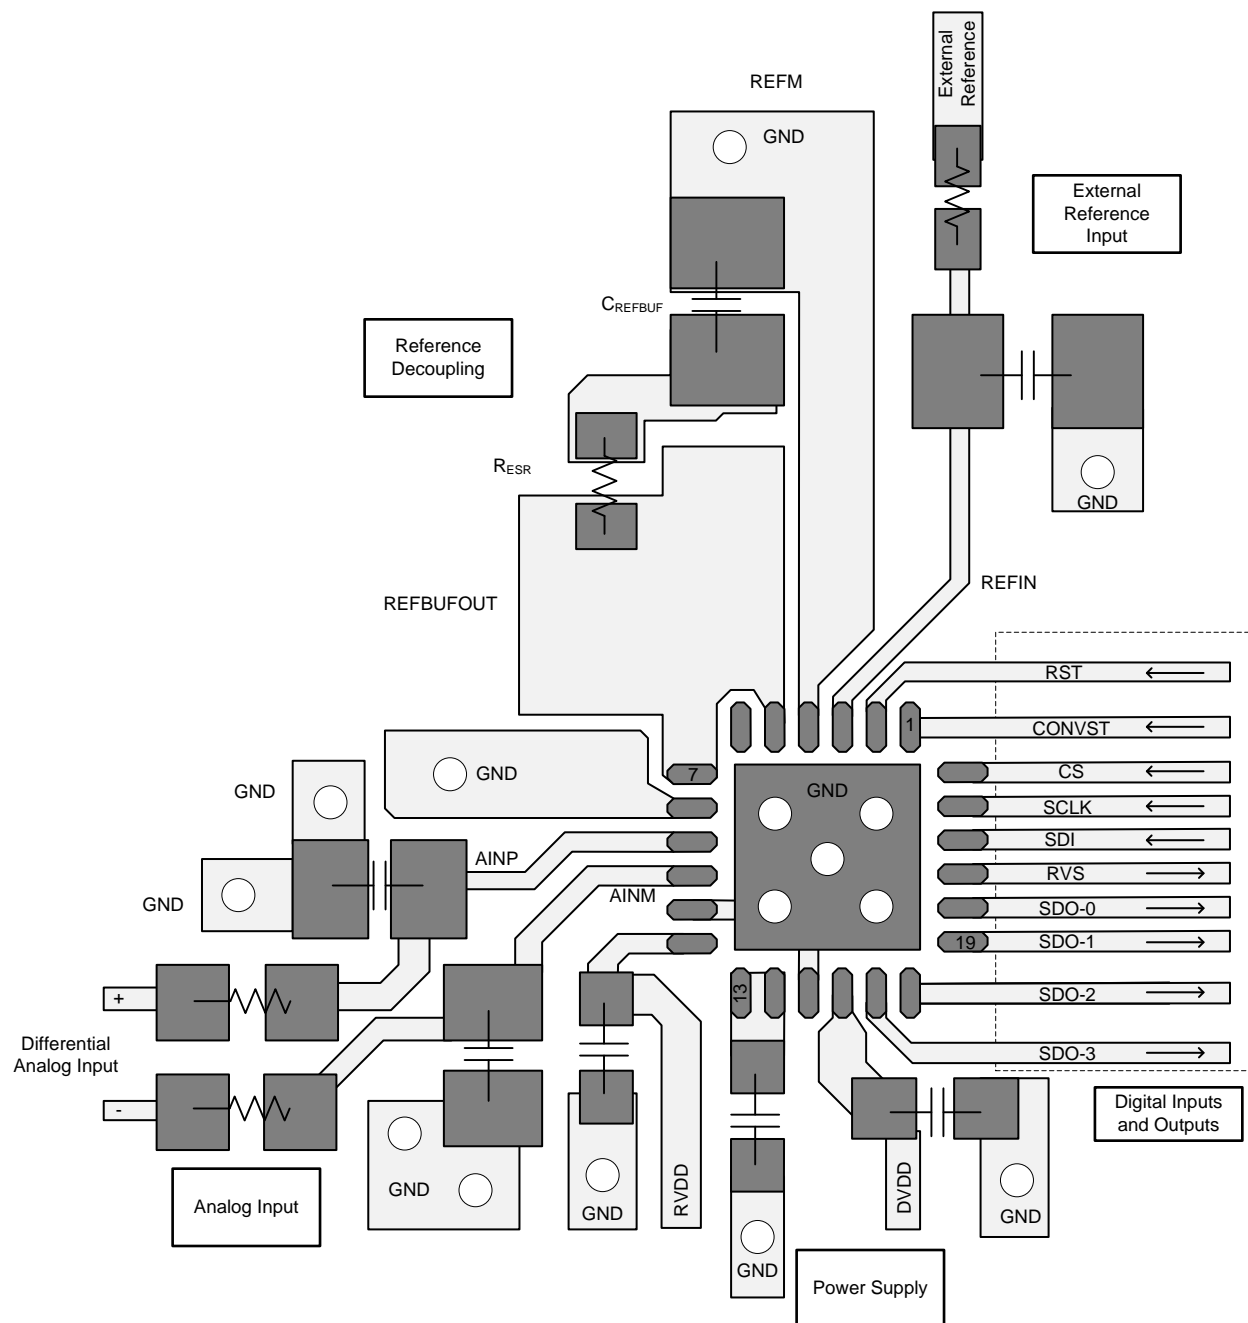 External
Reference
REFM
GND
External
Reference
Input
CREFBUF
Reference
Decoupling
RESR
GND
REFIN
REFBUFOUT
RST
1
CONVST
7
CS
GND
GND
GND
SCLK
SDI
AINP
RVS
AINM
GND
SDO-0
19
SDO-1
13
SDO-2
+
Differential
Analog Input
SDO-3
-
Digital Inputs
and Outputs
GND
RVDD
DVDD
Analog Input
GND
GND
GND
Power Supply